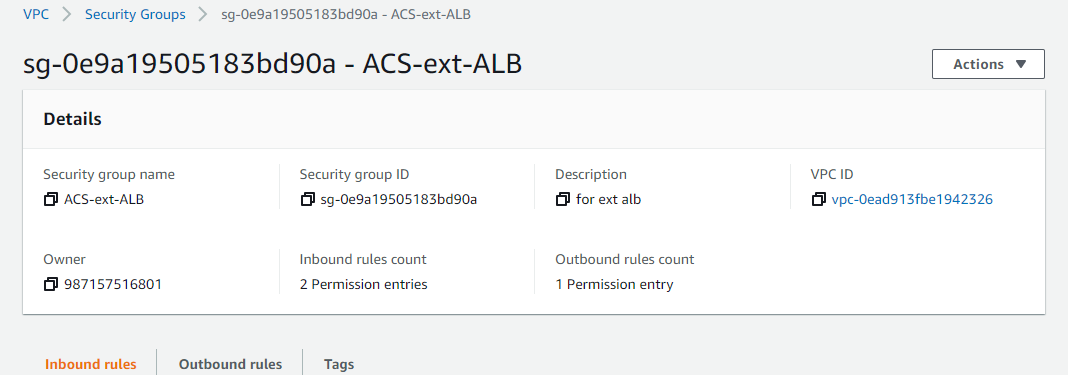 VPC > Security Groups > sg-0e9a19505183bd90a - ACS-ext-ALB
sg-0e9a19505183bd90a - ACS-ext-ALB
Actions
Details
Security group name
ACS-ext-ALB
Security group ID
sg-0e9a19505183bd90a
Description
for ext alb
VPC ID
vpc-0ead913fbe1942326
Owner
987157516801
Inbound rules count
2 Permission entries
Outbound rules count
1 Permission entry
Inbound rules
Outbound rules
Tags